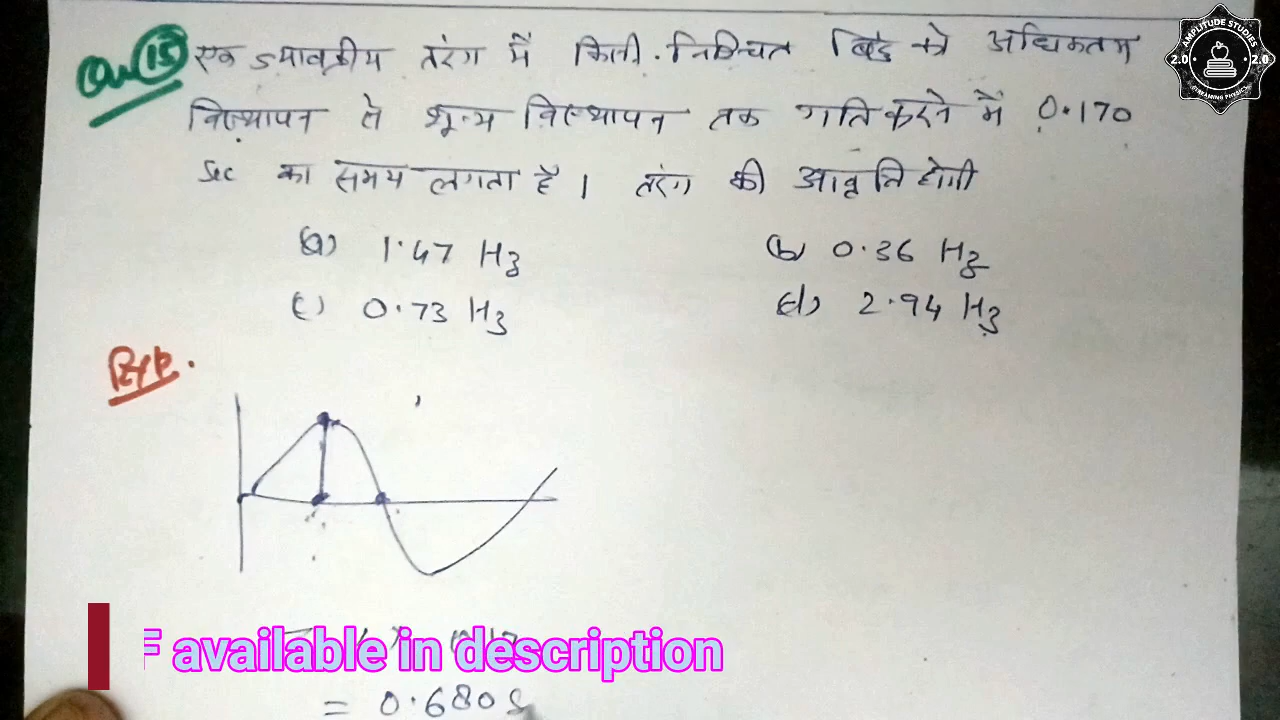 Qu 15 एक ज्यावक्रीय तरंग में किसी निश्चित बिंदु को अधिकतम
विस्थापन से शून्य विस्थापन तक गति करने में 0.170
Sec का समय लगता है। तरंग की आवृति होगी
(a) 1.47 Hz (b) 0.36 Hz
(c) 0.73 Hz (d) 2.94 Hz
Exp.
F available in description
= 0.680 S
AMPLITUDE STUDIES
2.0 2.0